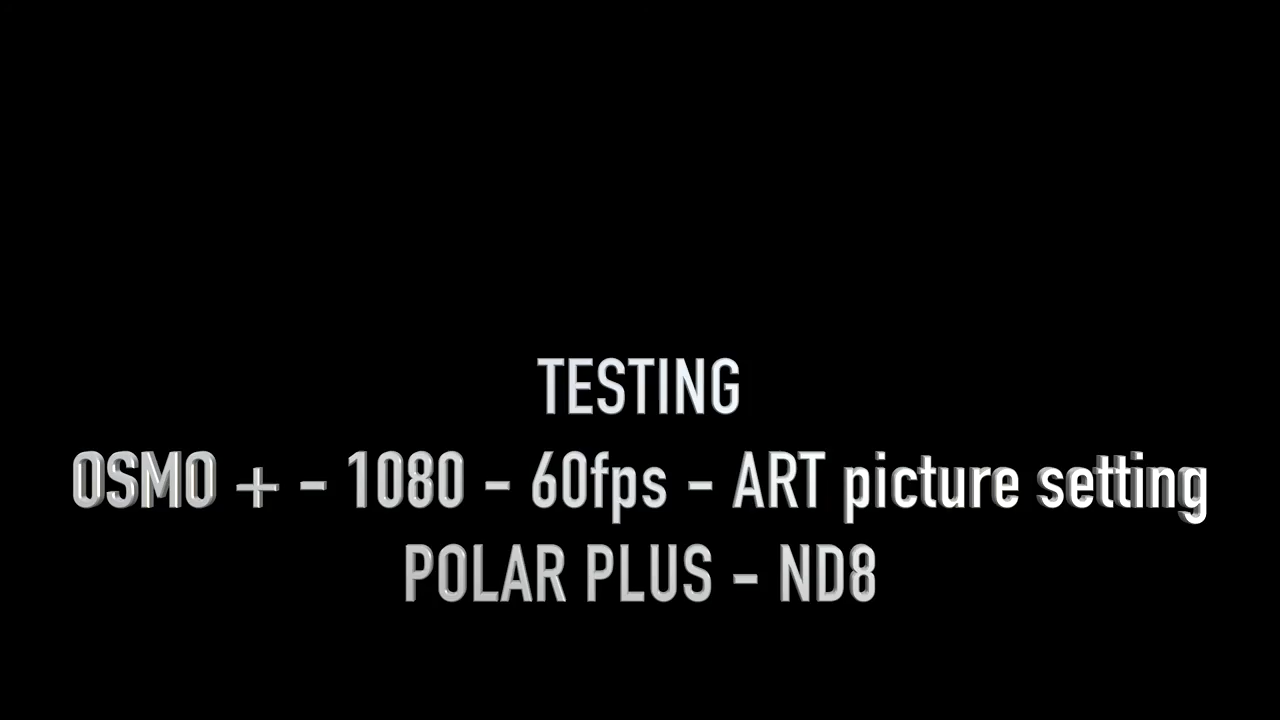 TESTING
OSMO + - 1080 - 60fps - ART picture setting
POLAR PLUS - ND8